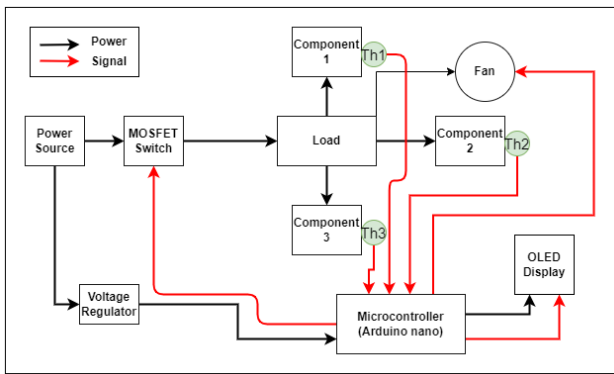 Power
Signal
Component
1
Th1
Fan
Power
Source
MOSFET
Switch
Load
Component
2
Th2
Component
3
Th3
OLED
Display
Voltage
Regulator
Microcontroller
(Arduino nano)